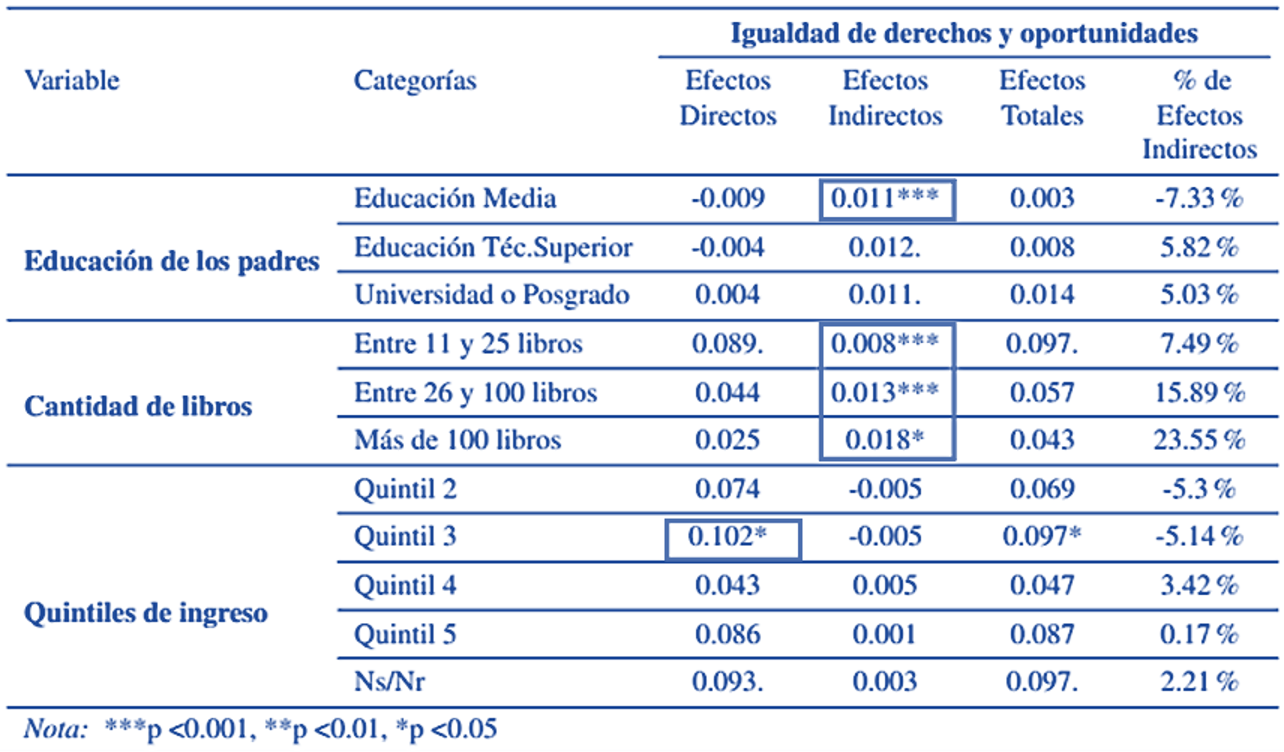 Igualdad de derechos y oportunidades
Variable Categorías Efectos Directos Efectos Indirectos Efectos Totales % de Efectos Indirectos
Educación de los padres
Educación Media -0.009 0.011*** 0.003 -7.33 %
Educación Téc.Superior -0.004 0.012. 0.008 5.82 %
Universidad o Posgrado 0.004 0.011. 0.014 5.03 %
Cantidad de libros
Entre 11 y 25 libros 0.089. 0.008*** 0.097. 7.49 %
Entre 26 y 100 libros 0.044 0.013*** 0.057 15.89 %
Más de 100 libros 0.025 0.018* 0.043 23.55 %
Quintiles de ingreso
Quintil 2 0.074 -0.005 0.069 -5.3 %
Quintil 3 0.102* -0.005 0.097* -5.14 %
Quintil 4 0.043 0.005 0.047 3.42 %
Quintil 5 0.086 0.001 0.087 0.17 %
Ns/Nr 0.093. 0.003 0.097. 2.21 %
Nota: ***p <0.001, **p <0.01, *p <0.05